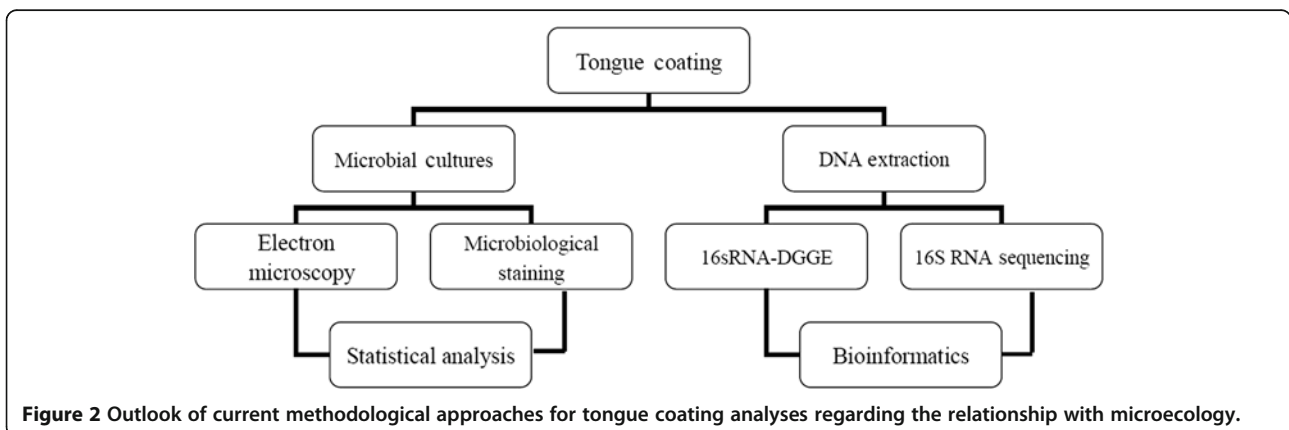 Tongue coating
Microbial cultures
DNA extraction
Electron
microscopy
Microbiological
staining
16sRNA-DGGE
16S RNA sequencing
Statistical analysis
Bioinformatics
Figure 2 Outlook of current methodological approaches for tongue coating analyses regarding the relationship with microecology.